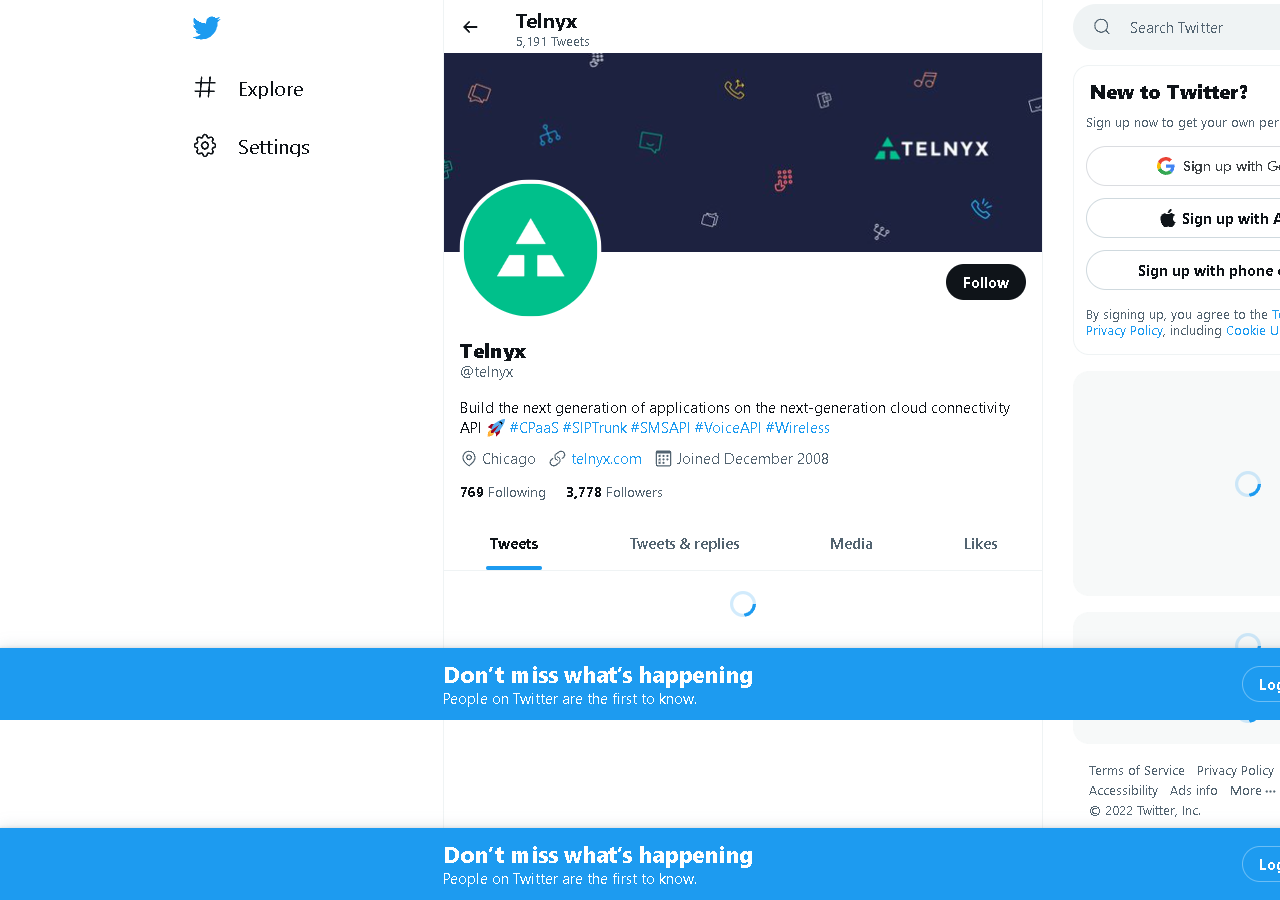 Telnyx
5,191 Tweets
Search Twitter
Explore
Settings
TELNYX
New to Twitter?
Sign up now to get your own per
Sign up with Go
Sign up with A
Sign up with phone
By signing up, you agree to the Te
Privacy Policy, including Cookie U
Follow
Telnyx
@telnyx
Build the next generation of applications on the next-generation cloud connectivity
API 🚀 #CPaaS #SIPTrunk #SMSAPI #VoiceAPI #Wireless
Chicago telnyx.com Joined December 2008
769 Following 3,778 Followers
Tweets Tweets & replies Media Likes
Don’t miss what’s happening
People on Twitter are the first to know.
Log
Terms of Service Privacy Policy
Accessibility Ads info More ...
© 2022 Twitter, Inc.
Don’t miss what’s happening
People on Twitter are the first to know.
Log